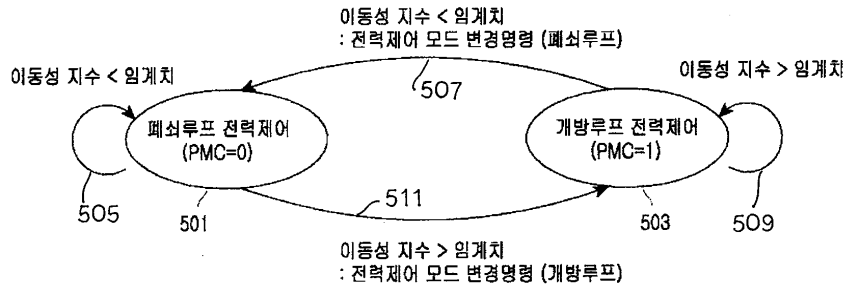 이동성 지수 < 임계치
: 전력제어 모드 변경명령 (폐쇠루프)
507
이동성 지수 < 임계치
이동성 지수 > 임계치
폐쇠루프 전력제어
(PMC=0)
개방루프 전력제어
(PMC=1)
505
501
511
503
509
이동성 지수 > 임계치
: 전력제어 모드 변경명령 (개방루프)